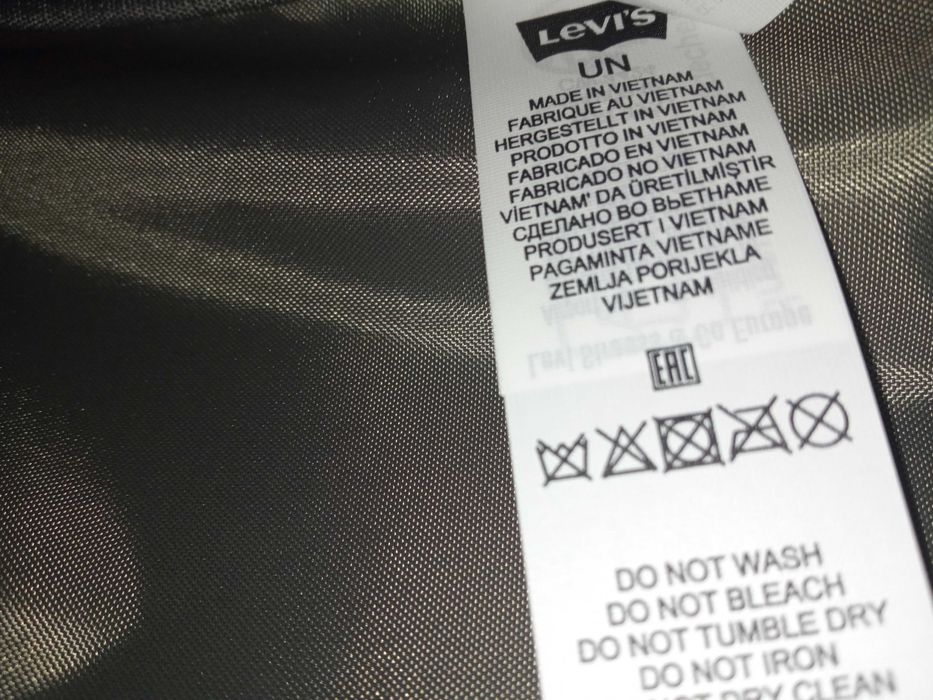 Levi's
UN
MADE IN VIETNAM
FABRIQUE AU VIETNAM
HERGESTELLT IN VIETNAM
PRODOTTO IN VIETNAM
FABRICADO EN VIETNAM
FABRICADO NO VIETNAM
VİETNAM' DA ÜRETİLMİŞTİR
СДЕЛАНО ВО ВЬЕТНАМЕ
PRODUSERT I VIETNAM
PAGAMINTA VIETNAME
ZEMLJA PORIJEKLA
VIJETNAM
EAC
DO NOT WASH
DO NOT BLEACH
DO NOT TUMBLE DRY
DO NOT IRON
DRY CLEAN